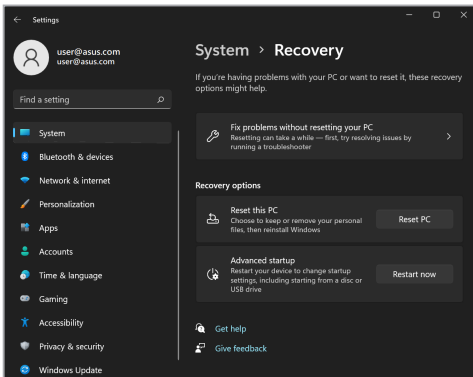 Settings
user@asus.com
user@asus.com
Find a setting
System
Bluetooth & devices
Network & internet
Personalization
Apps
Accounts
Time & language
Gaming
Accessibility
Privacy & security
Windows Update
System > Recovery
If you're having problems with your PC or want to reset it, these recovery
options might help.
Fix problems without resetting your PC
Resetting can take a while — first, try resolving issues by
running a troubleshooter
Recovery options
Reset this PC
Choose to keep or remove your personal
files, then reinstall Windows
Reset PC
Advanced startup
Restart your device to change startup
settings, including starting from a disc or
USB drive
Restart now
Get help
Give feedback